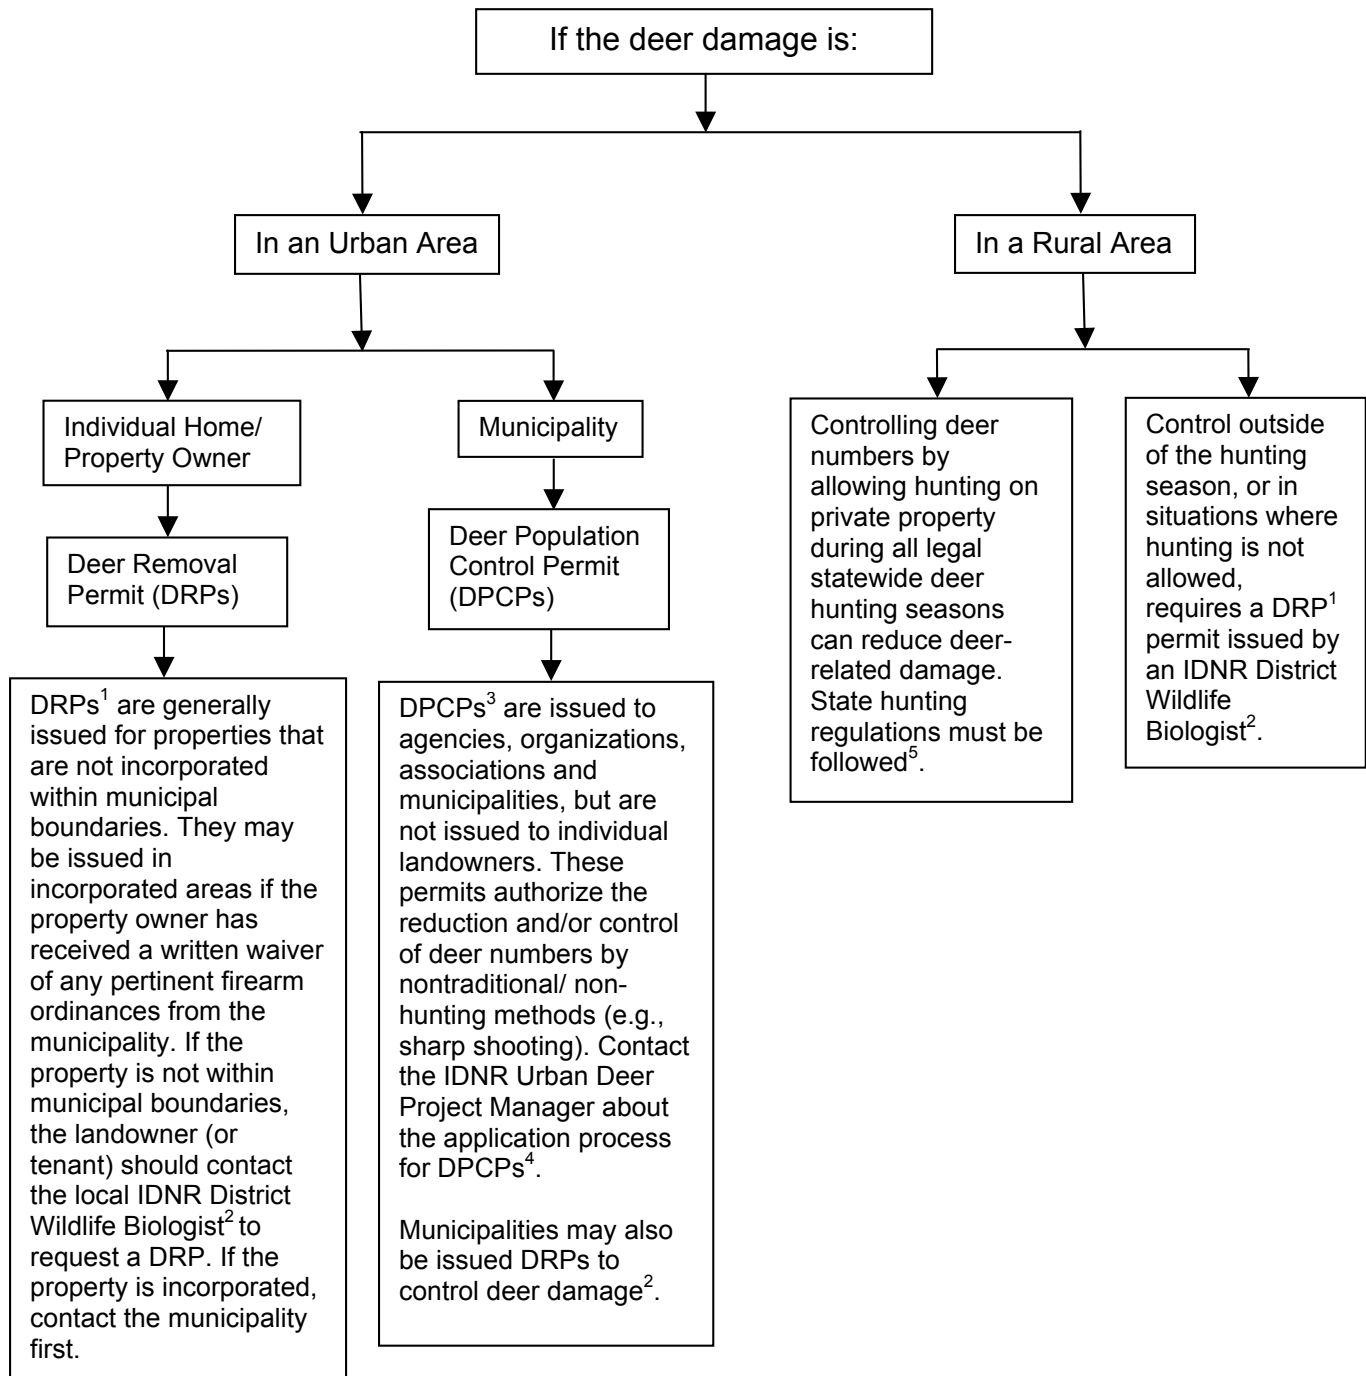 If the deer damage is:
In an Urban Area
In a Rural Area
Individual Home/
Property Owner
Municipality
Deer Removal
Permit (DRPs)
Deer Population
Control Permit
(DPCPs)
DRPs¹ are generally
issued for properties that
are not incorporated
within municipal
boundaries. They may
be issued in
incorporated areas if the
property owner has
received a written waiver
of any pertinent firearm
ordinances from the
municipality. If the
property is not within
municipal boundaries,
the landowner (or
tenant) should contact
the local IDNR District
Wildlife Biologist² to
request a DRP. If the
property is incorporated,
contact the municipality
first.
DPCPs³ are issued to
agencies, organizations,
associations and
municipalities, but are
not issued to individual
landowners. These
permits authorize the
reduction and/or control
of deer numbers by
nontraditional/ non-
hunting methods (e.g.,
sharp shooting). Contact
the IDNR Urban Deer
Project Manager about
the application process
for DPCPs⁴.
Municipalities may also
be issued DRPs to
control deer damage².
Controlling deer
numbers by
allowing hunting on
private property
during all legal
statewide deer
hunting seasons
can reduce deer-
related damage.
State hunting
regulations must be
followed⁵.
Control outside
of the hunting
season, or in
situations where
hunting is not
allowed,
requires a DRP¹
permit issued by
an IDNR District
Wildlife
Biologist².